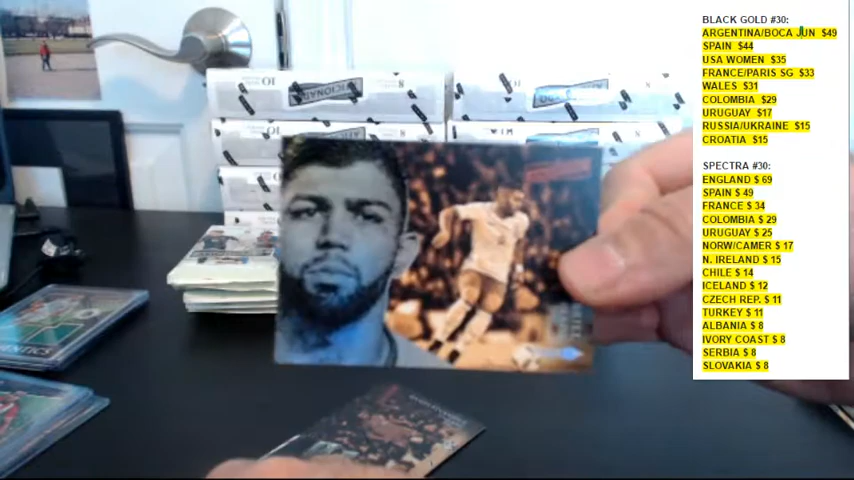 BLACK GOLD #30:
ARGENTINA/BOCA JUN $49
SPAIN $44
USA WOMEN $35
FRANCE/PARIS SG $33
WALES $31
COLOMBIA $29
URUGUAY $17
RUSSIA/UKRAINE $15
CROATIA $15
SPECTRA #30:
ENGLAND $ 69
SPAIN $ 49
FRANCE $ 34
COLOMBIA $ 29
URUGUAY $ 25
NORW/CAMER $ 17
N. IRELAND $ 15
CHILE $ 14
ICELAND $ 12
CZECH REP. $ 11
TURKEY $ 11
ALBANIA $ 8
IVORY COAST $ 8
SERBIA $ 8
SLOVAKIA $ 8